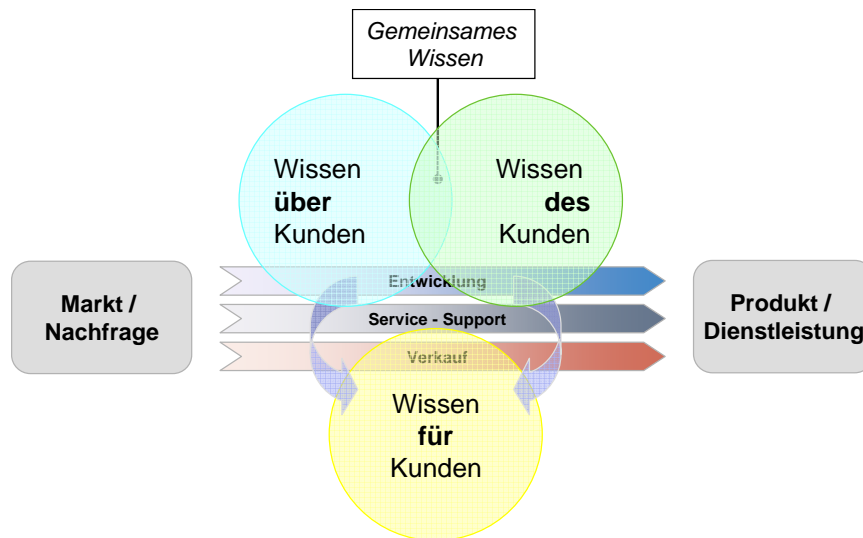 Gemeinsames
Wissen
Wissen
über
Kunden
Wissen
des
Kunden
Markt /
Nachfrage
Entwicklung
Service - Support
Verkauf
Produkt /
Dienstleistung
Wissen
für
Kunden